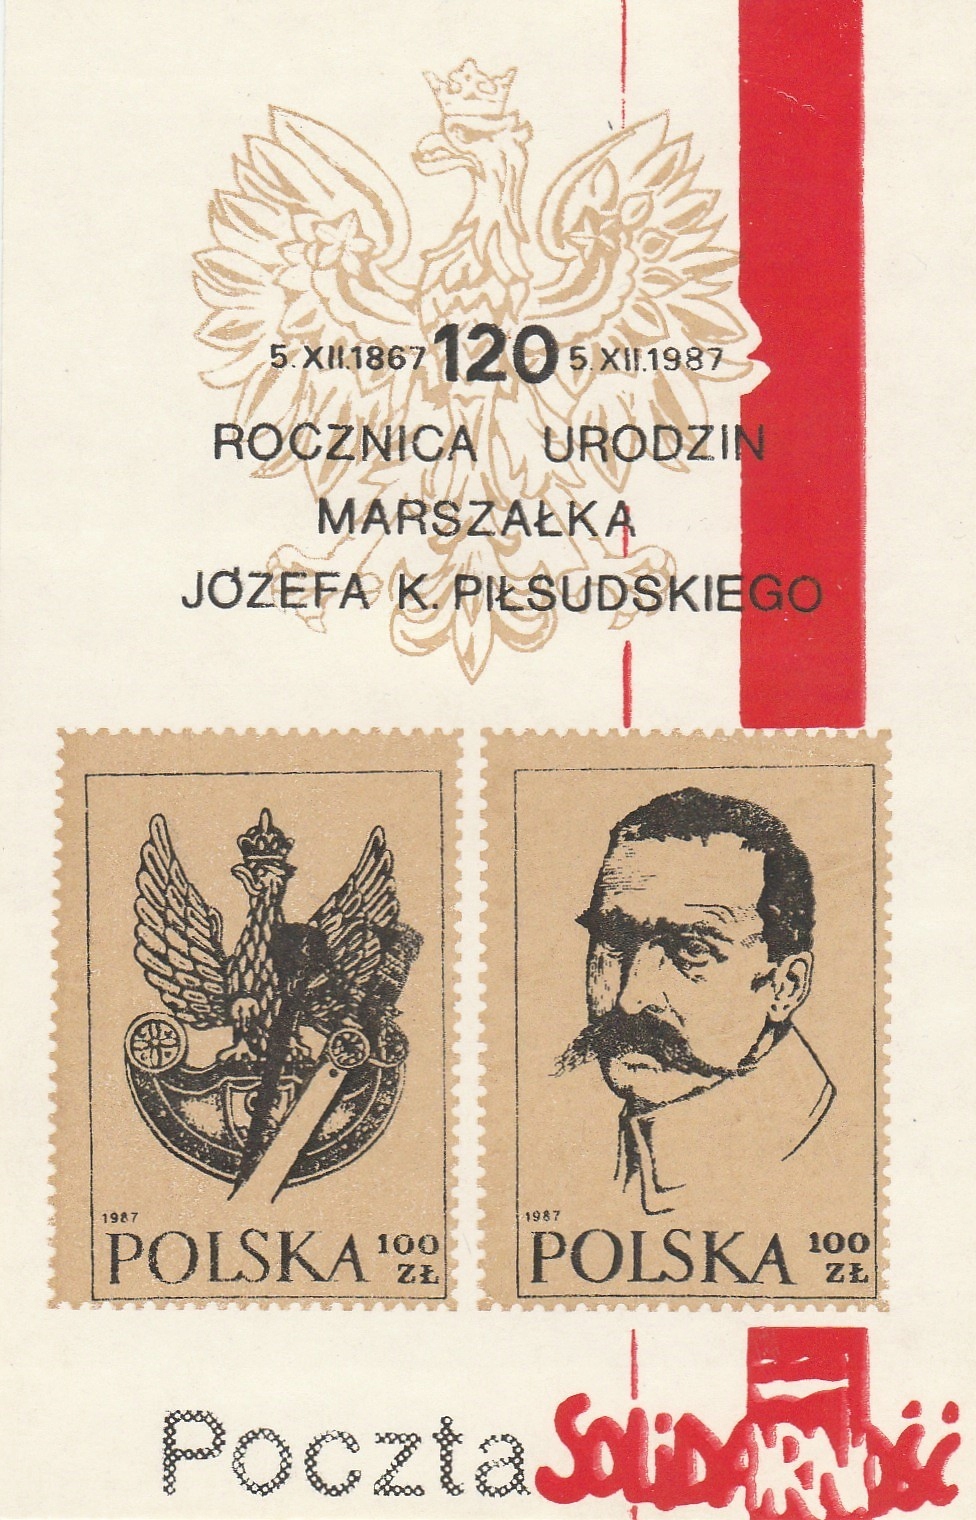 5. XII.1867 120 5. XII.1987
ROCZNICA URODZIN
MARSZAŁKA
JÓZEFA K. PIŁSUDSKIEGO
1987
POLSKA 100 ZŁ
1987
POLSKA 100 ZŁ
Poczta SOLiDARNOŚĆ